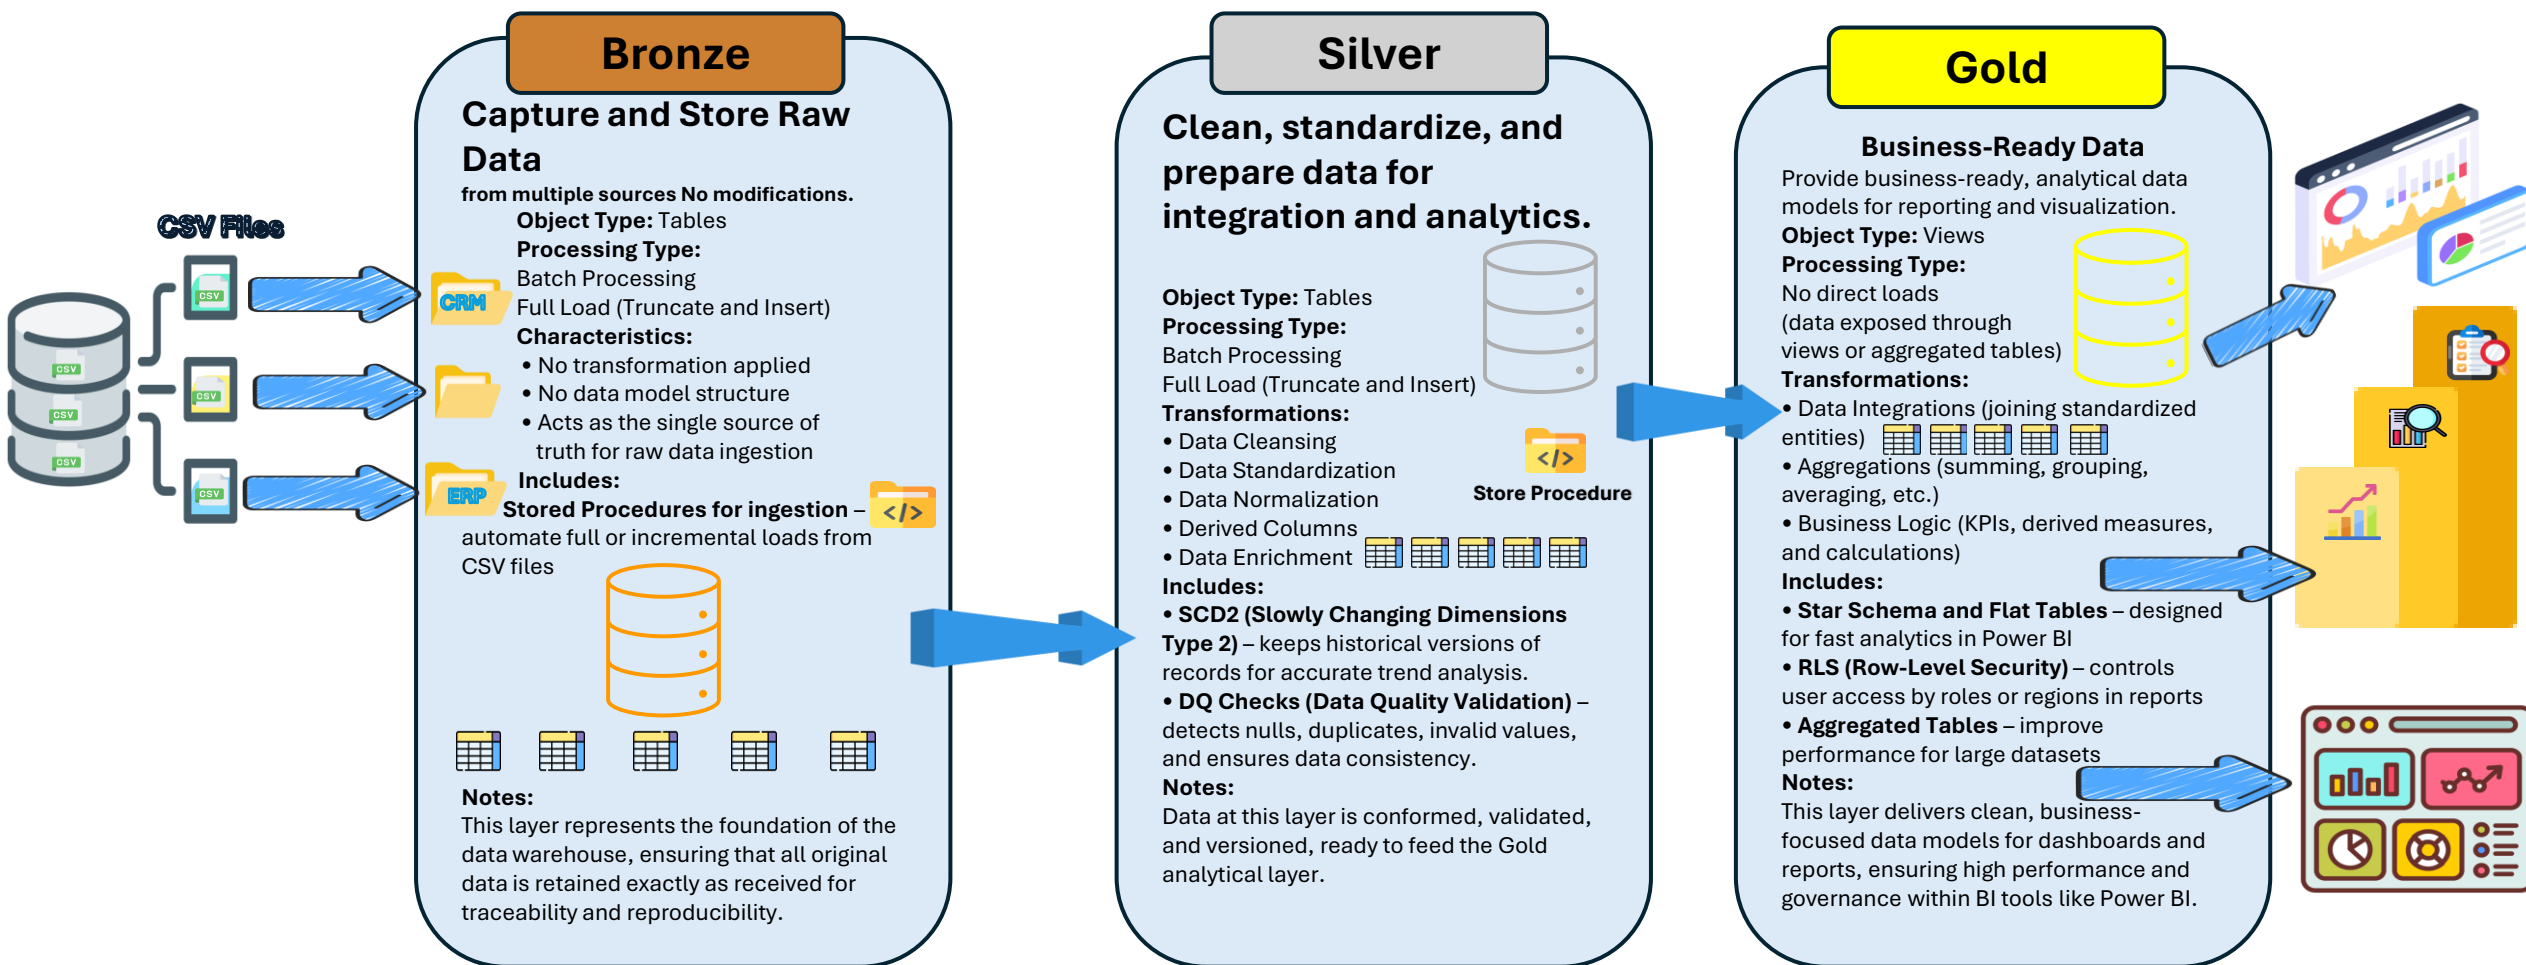 CSV Files
CSV
CSV
CSV
CSV
CSV
CSV
Bronze
Capture and Store Raw
Data
from multiple sources No modifications.
Object Type: Tables
Processing Type:
Batch Processing
Full Load (Truncate and Insert)
CRM
Characteristics:
• No transformation applied
• No data model structure
• Acts as the single source of
truth for raw data ingestion
ERP
Includes:
Stored Procedures for ingestion –
</>
automate full or incremental loads from
CSV files
Notes:
This layer represents the foundation of the
data warehouse, ensuring that all original
data is retained exactly as received for
traceability and reproducibility.
Silver
Clean, standardize, and
prepare data for
integration and analytics.
Object Type: Tables
Processing Type:
Batch Processing
Full Load (Truncate and Insert)
Transformations:
• Data Cleansing
• Data Standardization
• Data Normalization
• Derived Columns
• Data Enrichment
</>
Store Procedure
Includes:
• SCD2 (Slowly Changing Dimensions
Type 2) – keeps historical versions of
records for accurate trend analysis.
• DQ Checks (Data Quality Validation) –
detects nulls, duplicates, invalid values,
and ensures data consistency.
Notes:
Data at this layer is conformed, validated,
and versioned, ready to feed the Gold
analytical layer.
Gold
Business-Ready Data
Provide business-ready, analytical data
models for reporting and visualization.
Object Type: Views
Processing Type:
No direct loads
(data exposed through
views or aggregated tables)
Transformations:
• Data Integrations (joining standardized
entities)
• Aggregations (summing, grouping,
averaging, etc.)
• Business Logic (KPIs, derived measures,
and calculations)
Includes:
• Star Schema and Flat Tables – designed
for fast analytics in Power BI
• RLS (Row-Level Security) – controls
user access by roles or regions in reports
• Aggregated Tables – improve
performance for large datasets
Notes:
This layer delivers clean, business-
focused data models for dashboards and
reports, ensuring high performance and
governance within BI tools like Power BI.